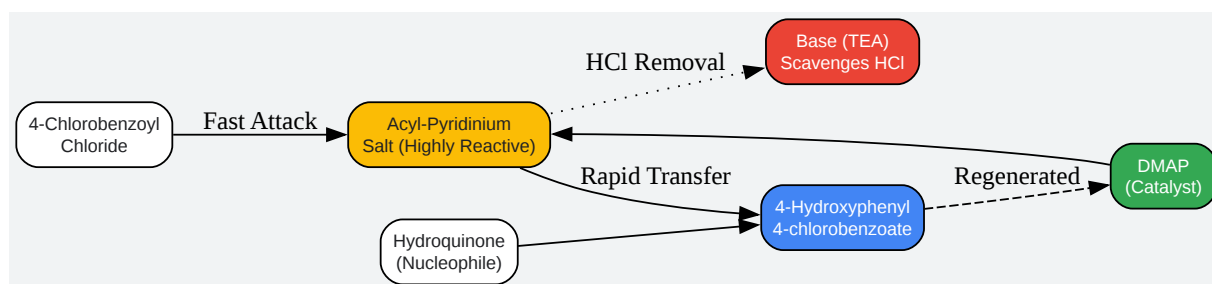 4-Chlorobenzoyl
Chloride
Fast Attack
Acyl-Pyridinium
Salt (Highly Reactive)
HCl Removal
Base (TEA)
Scavenges HCl
Rapid Transfer
Hydroquinone
(Nucleophile)
4-Hydroxyphenyl
4-chlorobenzoate
Regenerated
DMAP
(Catalyst)